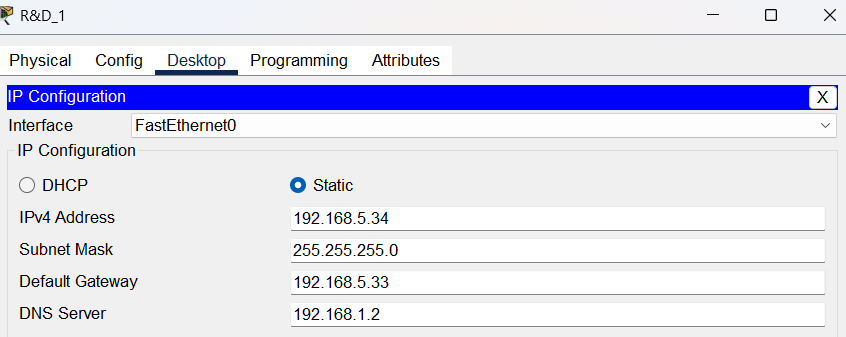 R&D_1
Physical Config Desktop Programming Attributes
IP Configuration X
Interface FastEthernet0
IP Configuration
DHCP Static
IPv4 Address 192.168.5.34
Subnet Mask 255.255.255.0
Default Gateway 192.168.5.33
DNS Server 192.168.1.2